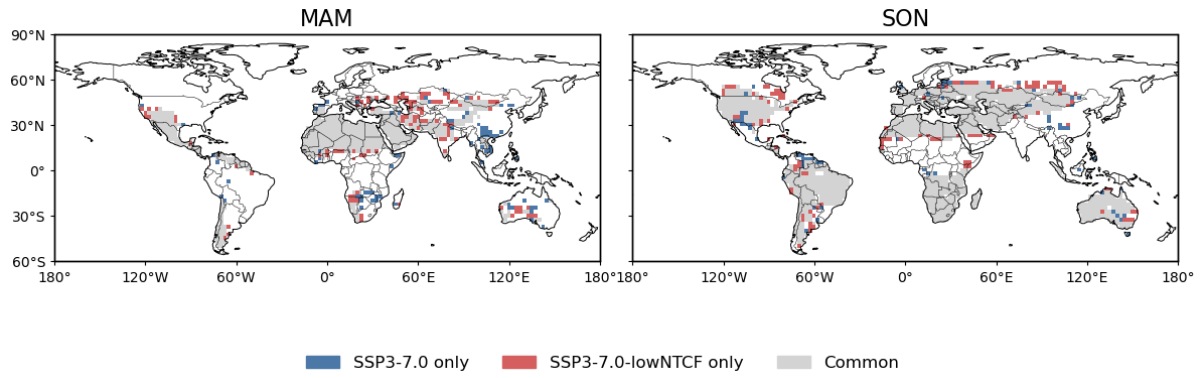 MAM
SON
90°N
60°N
30°N
0°
30°S
60°S
180° 120°W 60°W 0° 60°E 120°E 180°
180° 120°W 60°W 0° 60°E 120°E 180°
SSP3-7.0 only SSP3-7.0-lowNTCF only Common